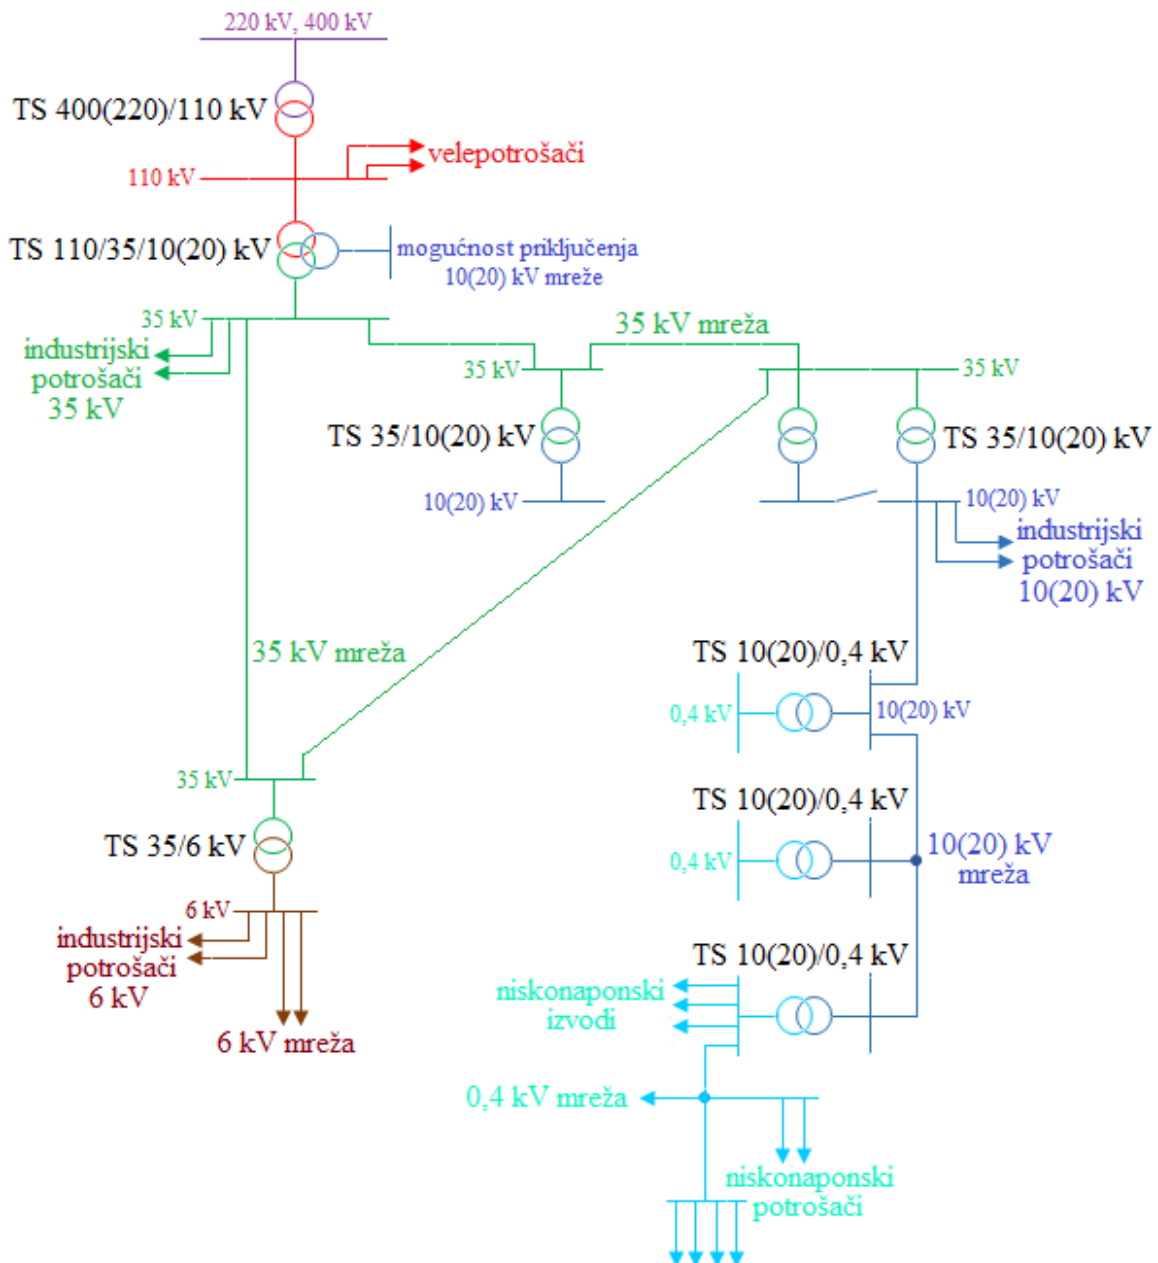 220 kV, 400 kV
TS 400(220)/110 kV
velepotrošači
110 kV
TS 110/35/10(20) kV
mogućnost priključenja
10(20) kV mreže
35 kV
industrijski
potrošači
35 kV
35 kV mreža
35 kV
35 kV
TS 35/10(20) kV
TS 35/10(20) kV
10(20) kV
10(20) kV
industrijski
potrošači
10(20) kV
35 kV mreža
TS 10(20)/0,4 kV
0,4 kV
10(20) kV
35 kV
TS 10(20)/0,4 kV
TS 35/6 kV
0,4 kV
10(20) kV
mreža
6 kV
industrijski
potrošači
6 kV
TS 10(20)/0,4 kV
niskonaponski
izvodi
6 kV mreža
0,4 kV mreža
niskonaponski
potrošači